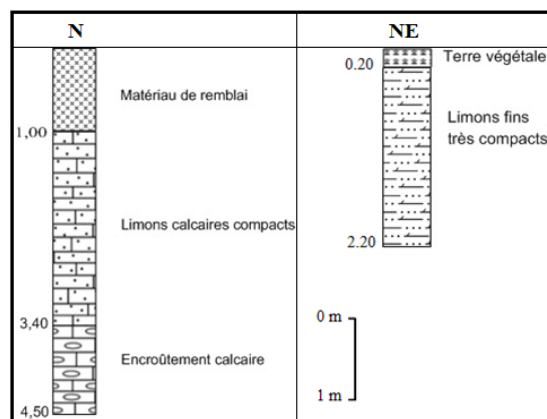 N
Matériau de remblai
1,00
Limons calcaires compacts
3,40
Encroûtement calcaire
4,50
NE
Terre végétale
0.20
Limons fins
très compacts
2.20
0 m
1 m